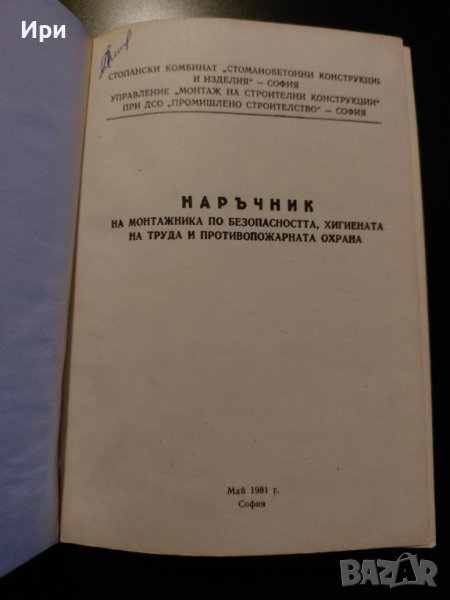 Ири
СТОПАНСКИ КОМБИНАТ „СТОМАНОБЕТОННИ КОНСТРУКЦИИ
И ИЗДЕЛИЯ" — СОФИЯ
УПРАВЛЕНИЕ „МОНТАЖ НА СТРОИТЕЛНИ КОНСТРУКЦИИ"
ПРИ ДСО „ПРОМИШЛЕНО СТРОИТЕЛСТВО" — СОФИЯ
НАРЪЧНИК
НА МОНТАЖНИКА ПО БЕЗОПАСНОСТТА, ХИГИЕНАТА
НА ТРУДА И ПРОТИВОПОЖАРНАТА ОХРАНА
Май 1981 г.
София
BAZAR